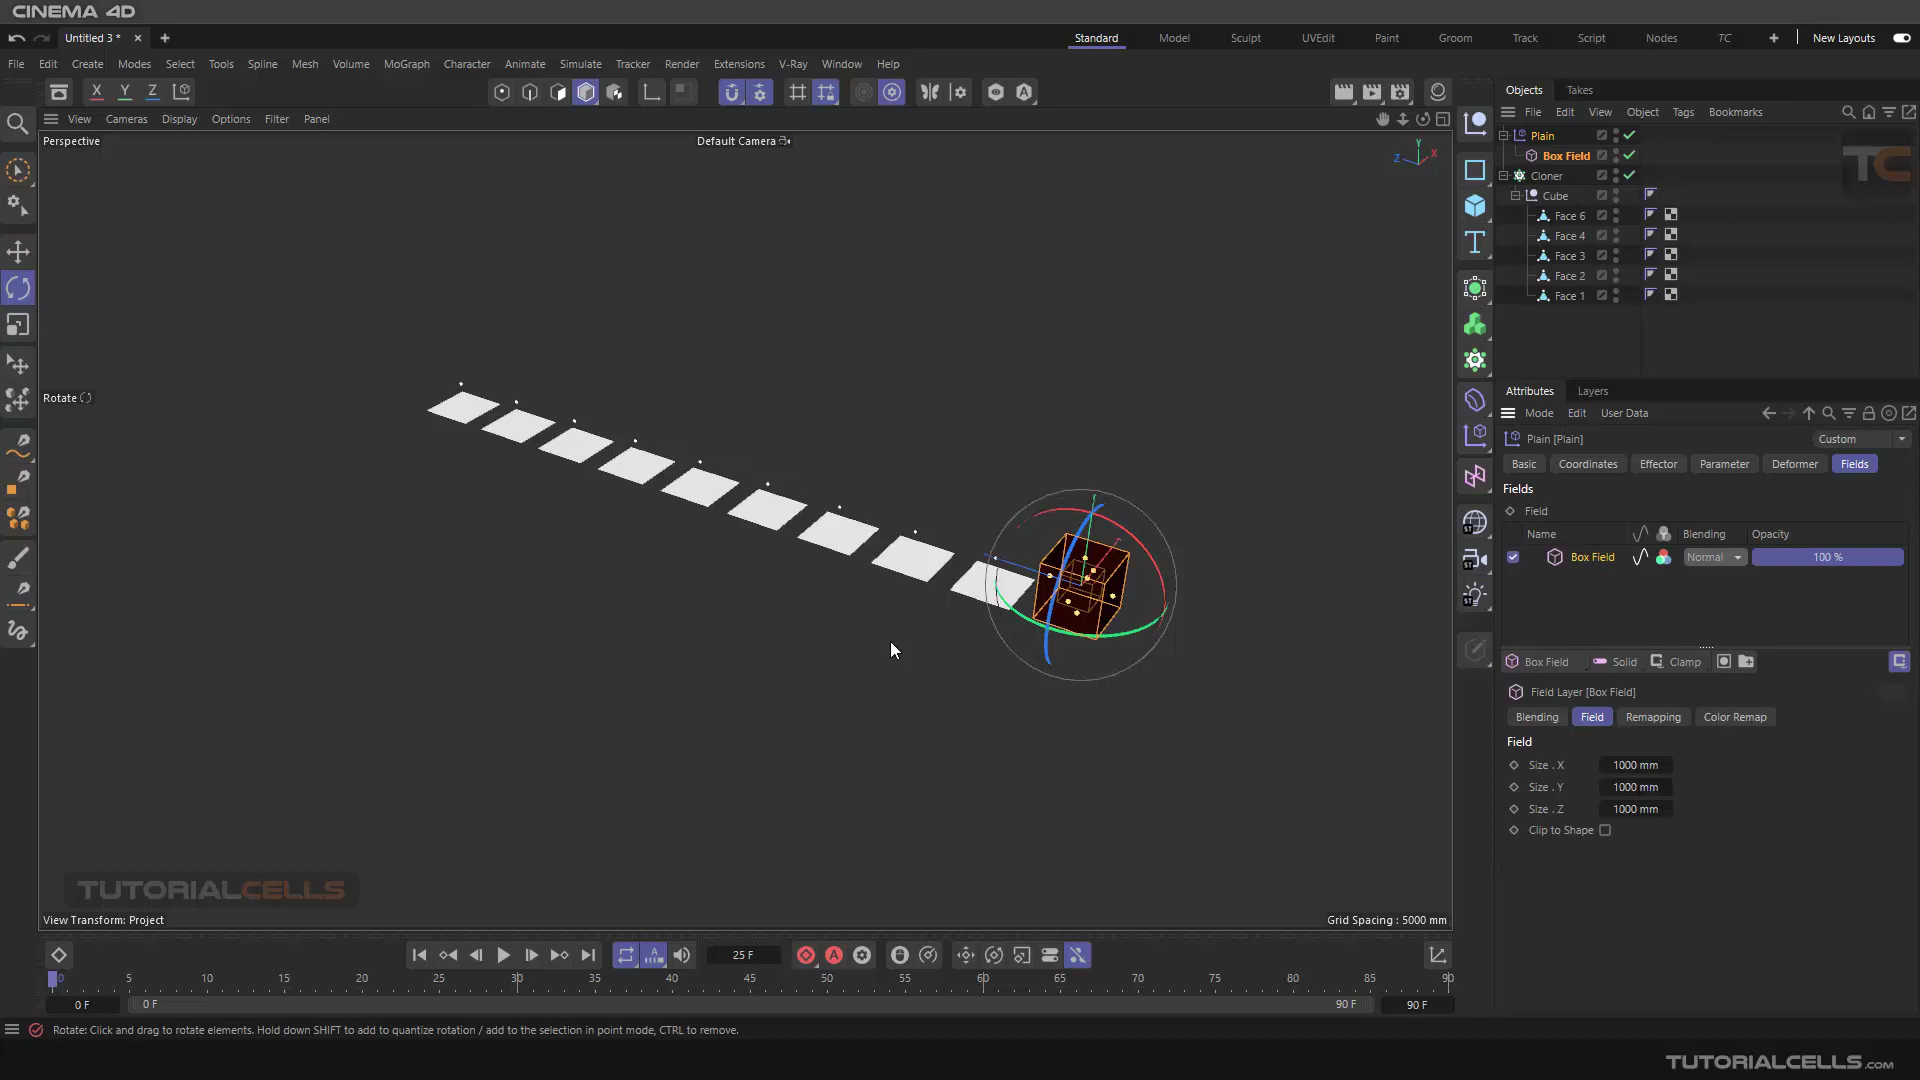 CINEMA 4D
Untitled 3 *
Standard Model Sculpt UVEdit Paint Groom Track Script Nodes TC New Layouts
File Edit Create Modes Select Tools Spline Mesh Volume MoGraph Character Animate Simulate Tracker Render Extensions V-Ray Window Help
X Y Z
View Cameras Display Options Filter Panel
Perspective
Default Camera
Y
Z X
Rotate
TUTORIALCELLS
View Transform: Project
Grid Spacing : 5000 mm
Objects Takes
File Edit View Object Tags Bookmarks
Plain
Box Field
Cloner
Cube
Face 6
Face 4
Face 3
Face 2
Face 1
TC
ST
ST
ST
Attributes Layers
Mode Edit User Data
Plain [Plain] Custom
Basic Coordinates Effector Parameter Deformer Fields
Fields
Field
Name Blending Opacity
Box Field Normal 100 %
Box Field Solid Clamp
Field Layer [Box Field]
Blending Field Remapping Color Remap
Field
Size . X 1000 mm
Size . Y 1000 mm
Size . Z 1000 mm
Clip to Shape
25 F
0 5 10 15 20 25 30 35 40 45 50 55 60 65 70 75 80 85 90
0 F 0 F 90 F 90 F
Rotate: Click and drag to rotate elements. Hold down SHIFT to add to quantize rotation / add to the selection in point mode, CTRL to remove.
TUTORIALCELLS.COM